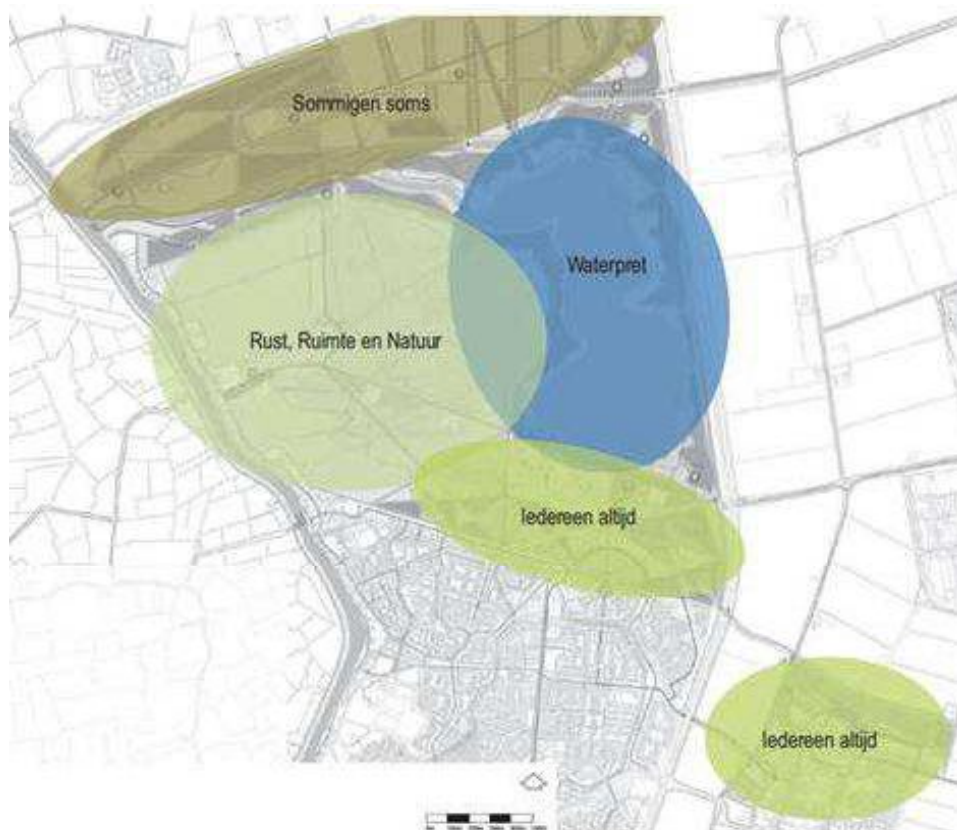 Sommigen soms
Waterpret
Rust, Ruimte en Natuur
Iedereen altijd
Iedereen altijd